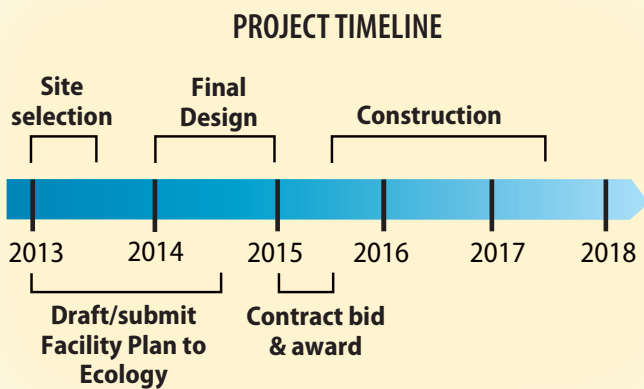 PROJECT TIMELINE
Site
selection
Final
Design
Construction
2013
2014
2015
2016
2017
2018
Draft/submit
Facility Plan to
Ecology
Contract bid
& award